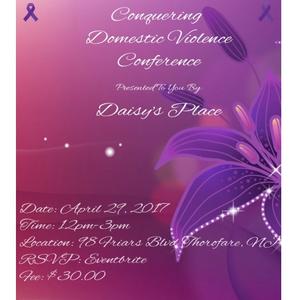 Conquering
Domestic Violence
Conference
Presented To You By
Daisy's Place
Date: April 29, 2017
Time: 12pm-3pm
Location: 98 Friars Blvd, Thorofare, NJ
RSVP: Eventbrite
Fee: $30.00